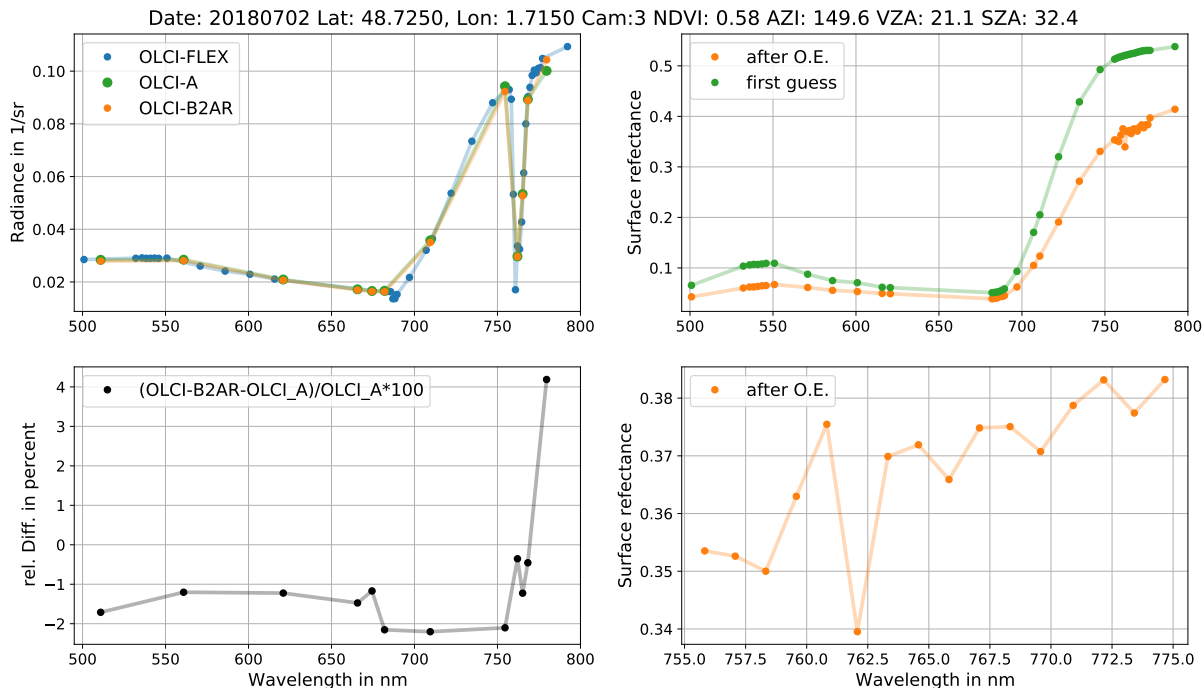 Date: 20180702 Lat: 48.7250, Lon: 1.7150 Cam:3 NDVI: 0.58 AZI: 149.6 VZA: 21.1 SZA: 32.4
OLCI-FLEX
OLCI-A
OLCI-B2AR
Radiance in 1/sr
0.10
0.08
0.06
0.04
0.02
500 550 600 650 700 750 800
after O.E.
first guess
Surface refectance
0.5
0.4
0.3
0.2
0.1
500 550 600 650 700 750 800
(OLCI-B2AR-OLCI_A)/OLCI_A*100
rel. Diff. in percent
4
3
2
1
0
−1
−2
500 550 600 650 700 750 800
Wavelength in nm
after O.E.
Surface refectance
0.38
0.37
0.36
0.35
0.34
755.0 757.5 760.0 762.5 765.0 767.5 770.0 772.5 775.0
Wavelength in nm